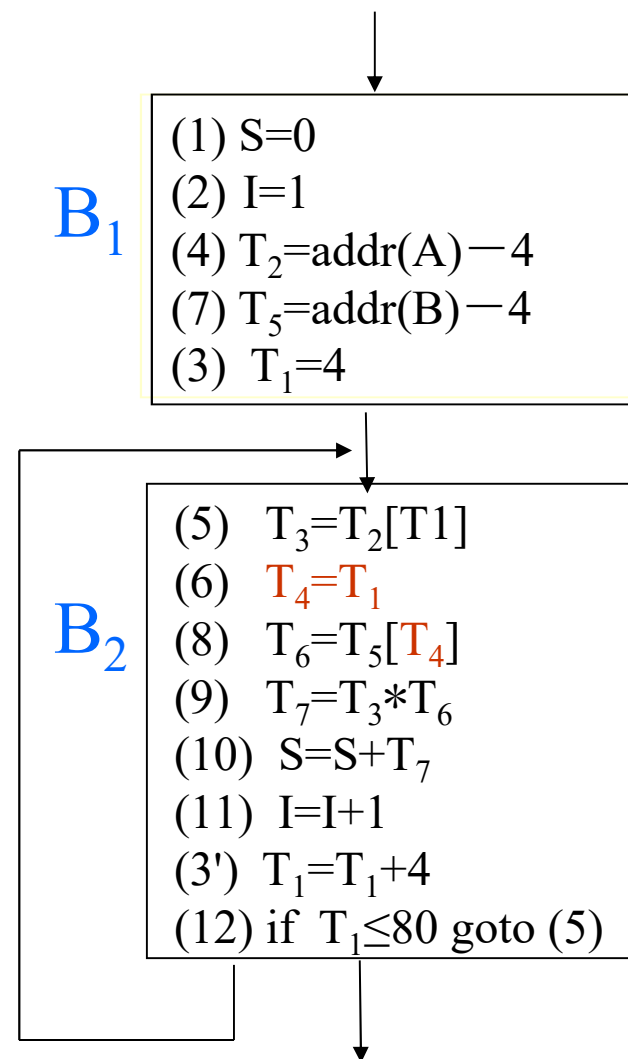 B₁
(1) S=0
(2) I=1
(4) T₂=addr(A)－4
(7) T₅=addr(B)－4
(3) T₁=4
B₂
(5) T₃=T₂[T1]
(6) T₄=T₁
(8) T₆=T₅[T₄]
(9) T₇=T₃*T₆
(10) S=S+T₇
(11) I=I+1
(3') T₁=T₁+4
(12) if T₁≤80 goto (5)